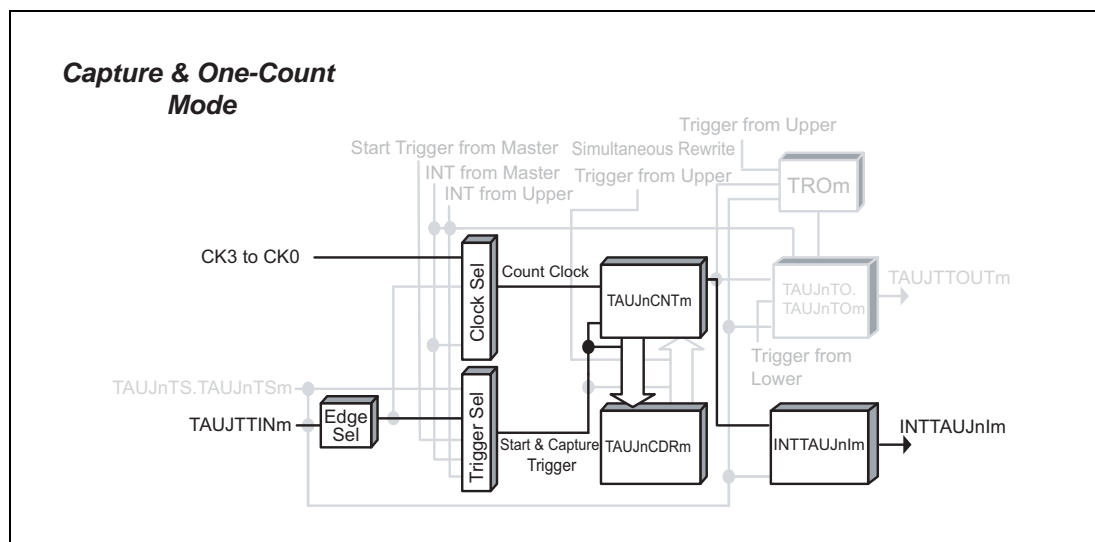 Capture & One-Count
Mode
Trigger from Upper
Start Trigger from Master
Simultaneous Rewrite
INT from Master
Trigger from Upper
INT from Upper
TROm
CK3 to CK0
Clock Sel
Count Clock
TAUJnCNTm
TAUJnTO.
TAUJnTOm
TAUJTTOUTm
Trigger from
Lower
TAUJnTS.TAUJnTSm
TAUJTTINm
Edge
Sel
Trigger Sel
Start & Capture
Trigger
TAUJnCDRm
INTTAUJnIm
INTTAUJnIm